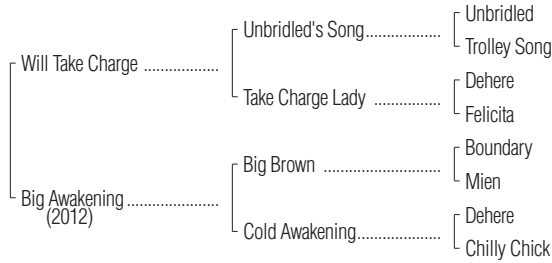 Unbridled
Unbridled's Song..................
Trolley Song
Will Take Charge ..................
Dehere
Take Charge Lady ................
Felicita
Boundary
Big Brown ............................
Mien
Big Awakening ......................
(2012)
Dehere
Cold Awakening....................
Chilly Chick